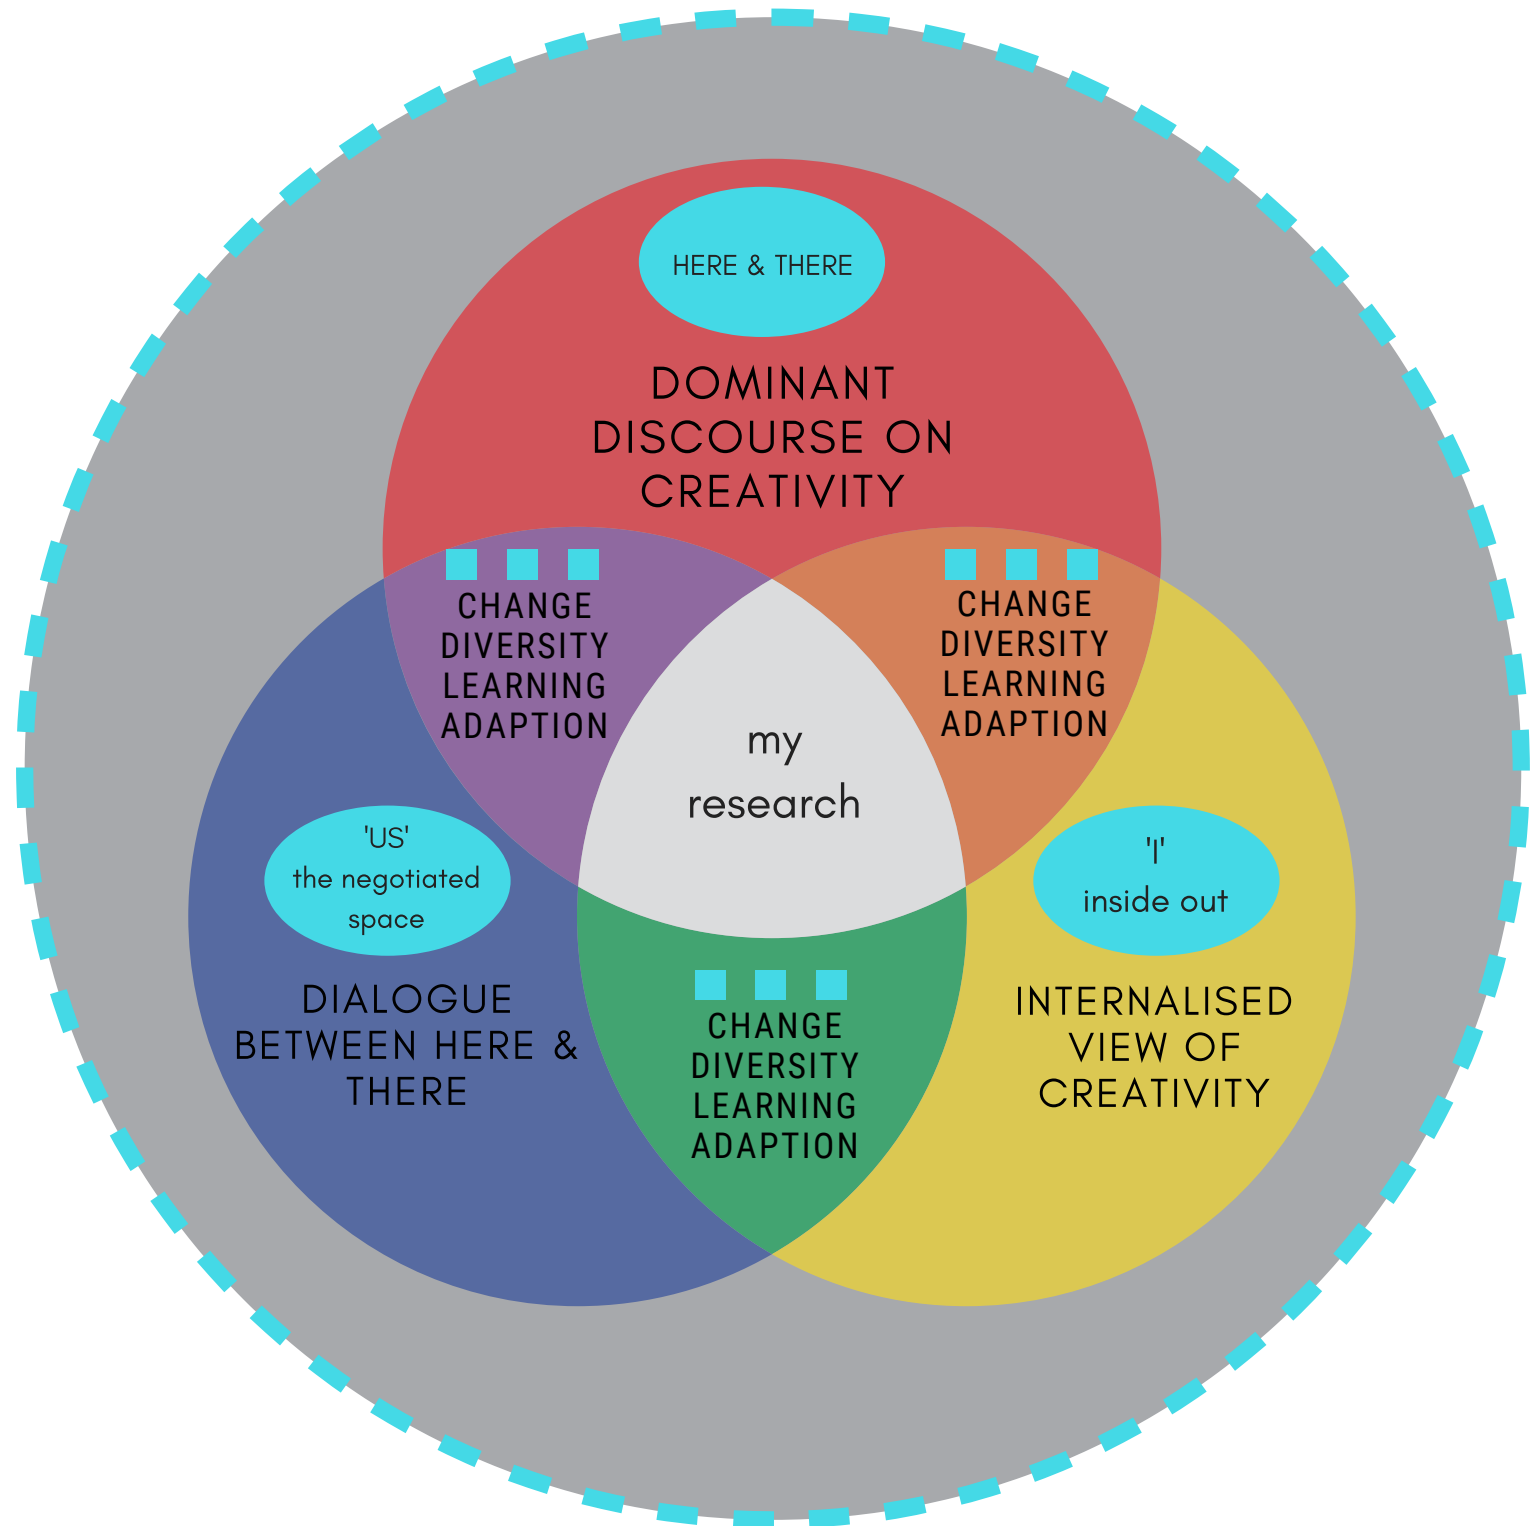 HERE & THERE
DOMINANT
DISCOURSE ON
CREATIVITY
CHANGE
DIVERSITY
LEARNING
ADAPTION
CHANGE
DIVERSITY
LEARNING
ADAPTION
my
research
'US'
the negotiated
space
DIALOGUE
BETWEEN HERE &
THERE
'I'
inside out
INTERNALISED
VIEW OF
CREATIVITY
CHANGE
DIVERSITY
LEARNING
ADAPTION